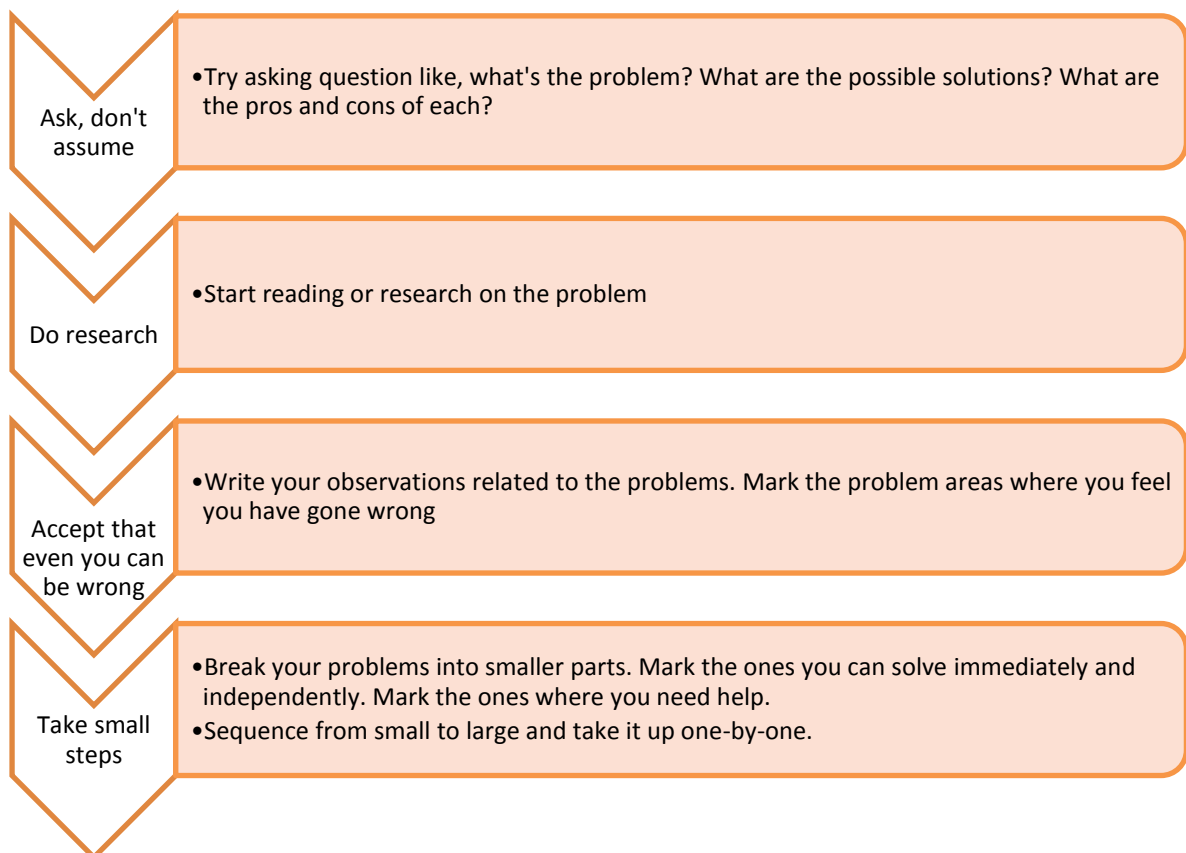 Ask, don't
assume
•Try asking question like, what's the problem? What are the possible solutions? What are
the pros and cons of each?
Do research
•Start reading or research on the problem
Accept that
even you can
be wrong
•Write your observations related to the problems. Mark the problem areas where you feel
you have gone wrong
Take small
steps
•Break your problems into smaller parts. Mark the ones you can solve immediately and
independently. Mark the ones where you need help.
•Sequence from small to large and take it up one-by-one.